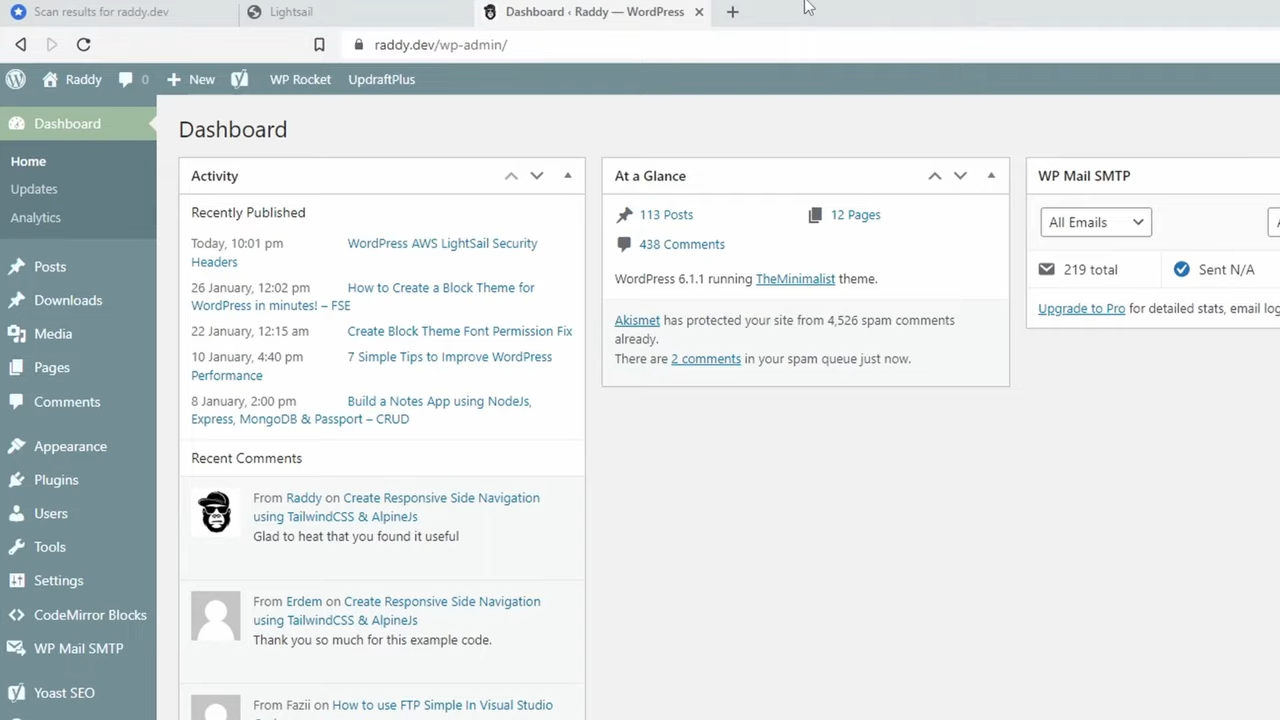 Scan results for raddy.dev
Lightsail
Dashboard ‹ Raddy — WordPress
raddy.dev/wp-admin/
Raddy 0 New WP Rocket UpdraftPlus
Dashboard
Home
Updates
Analytics
Posts
Downloads
Media
Pages
Comments
Appearance
Plugins
Users
Tools
Settings
CodeMirror Blocks
WP Mail SMTP
Yoast SEO
Dashboard
Activity
Recently Published
Today, 10:01 pm WordPress AWS LightSail Security
Headers
26 January, 12:02 pm How to Create a Block Theme for
WordPress in minutes! – FSE
22 January, 12:15 am Create Block Theme Font Permission Fix
10 January, 4:40 pm 7 Simple Tips to Improve WordPress
Performance
8 January, 2:00 pm Build a Notes App using NodeJs,
Express, MongoDB & Passport – CRUD
Recent Comments
From Raddy on Create Responsive Side Navigation
using TailwindCSS & AlpineJs
Glad to heat that you found it useful
From Erdem on Create Responsive Side Navigation
using TailwindCSS & AlpineJs
Thank you so much for this example code.
From Fazii on How to use FTP Simple In Visual Studio
At a Glance
113 Posts 12 Pages
438 Comments
WordPress 6.1.1 running TheMinimalist theme.
Akismet has protected your site from 4,526 spam comments
already.
There are 2 comments in your spam queue just now.
WP Mail SMTP
All Emails
219 total Sent N/A
Upgrade to Pro for detailed stats, email log